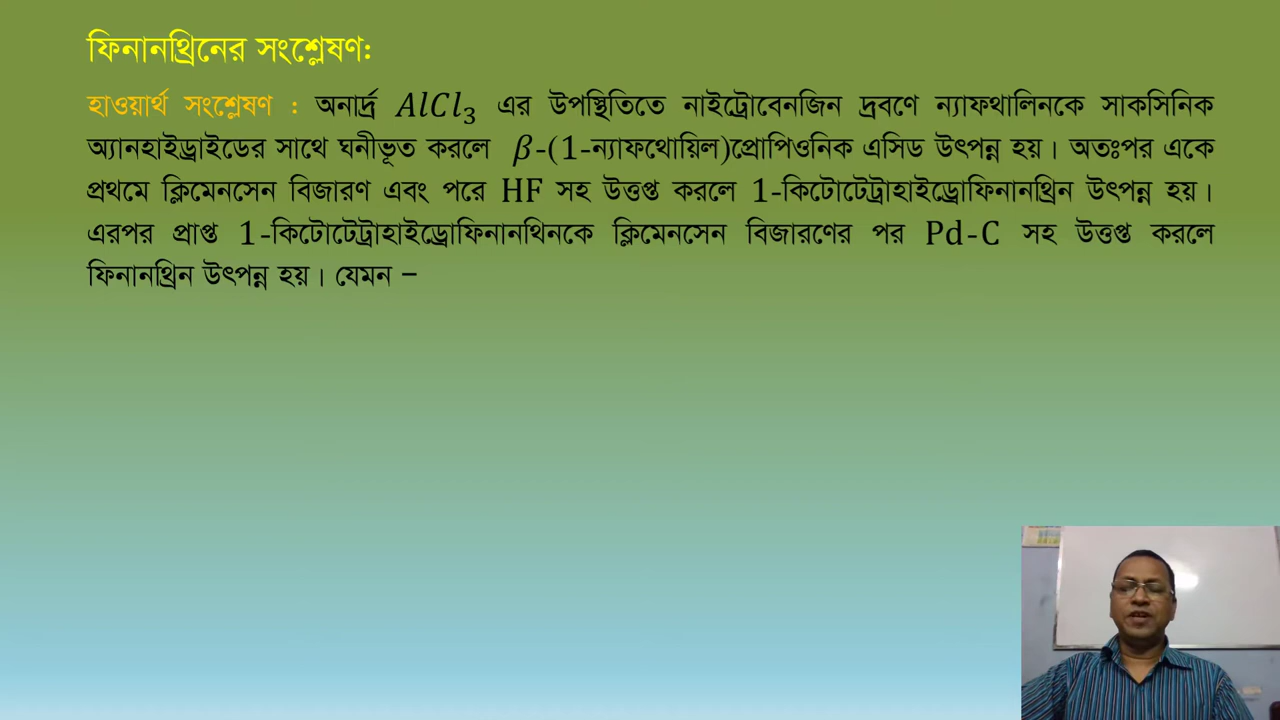 ফিনানথ্রিনের সংশ্লেষণ:
হাওয়ার্থ সংশ্লেষণ : অনার্দ্র AlCl₃ এর উপস্থিতিতে নাইট্রোবেনজিন দ্রবণে ন্যাফথালিনকে সাকসিনিক
অ্যানহাইড্রাইডের সাথে ঘনীভূত করলে β-(1-ন্যাফথোয়িল)প্রোপিওনিক এসিড উৎপন্ন হয়। অতঃপর একে
প্রথমে ক্লিমেনসেন বিজারণ এবং পরে HF সহ উত্তপ্ত করলে 1-কিটোটেট্রাহাইড্রোফিনানথ্রিন উৎপন্ন হয়।
এরপর প্রাপ্ত 1-কিটোটেট্রাহাইড্রোফিনানথিনকে ক্লিমেনসেন বিজারণের পর Pd-C সহ উত্তপ্ত করলে
ফিনানথ্রিন উৎপন্ন হয়। যেমন –